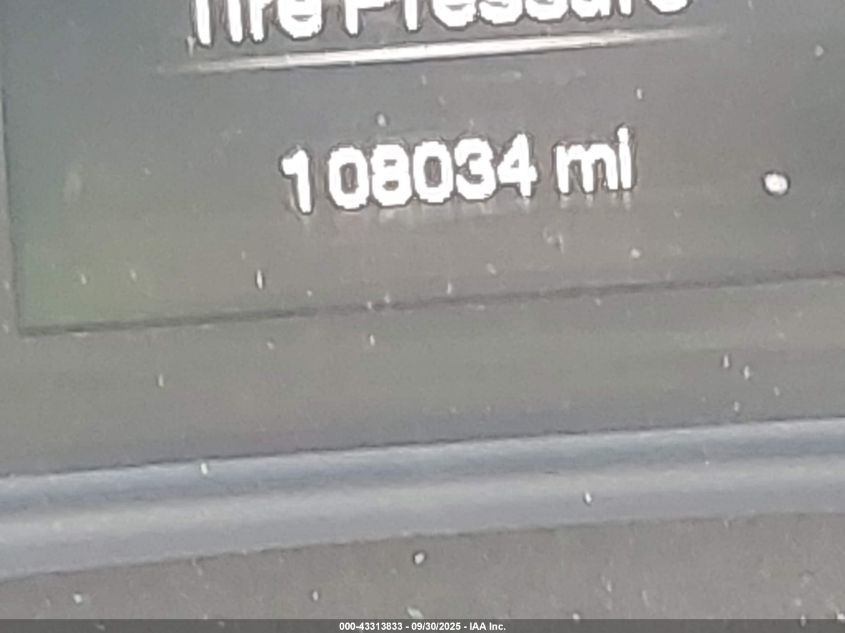 Tire Pressure
108034 mi
000-43313833 - 09/30/2025 - IAA Inc.